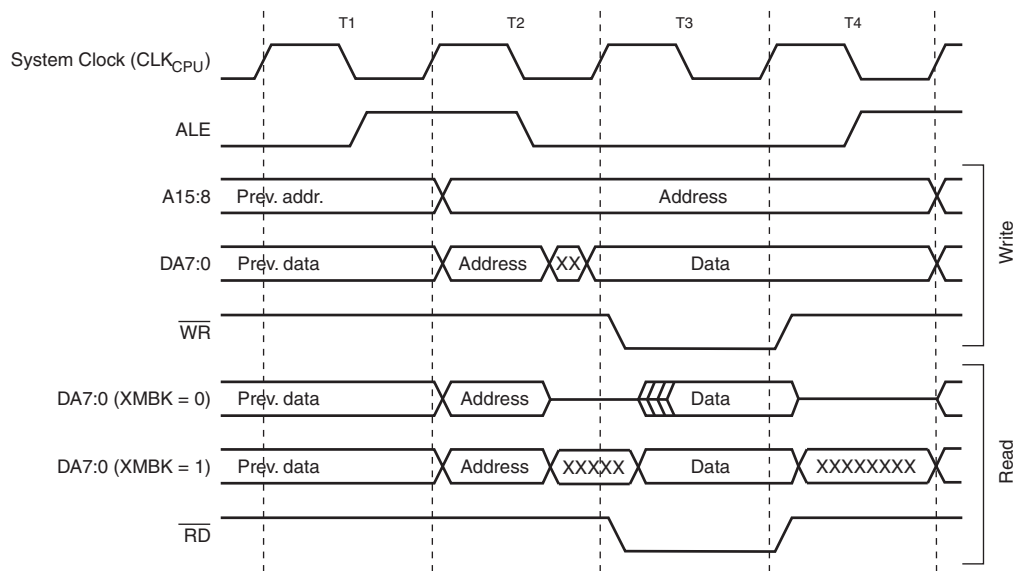 T1 T2 T3 T4
System Clock (CLKCPU)
ALE
A15:8 Prev. addr. Address
DA7:0 Prev. data Address XX Data
WR
Write
DA7:0 (XMBK = 0) Prev. data Address Data
DA7:0 (XMBK = 1) Prev. data Address XXXXX Data XXXXXXXX
RD
Read